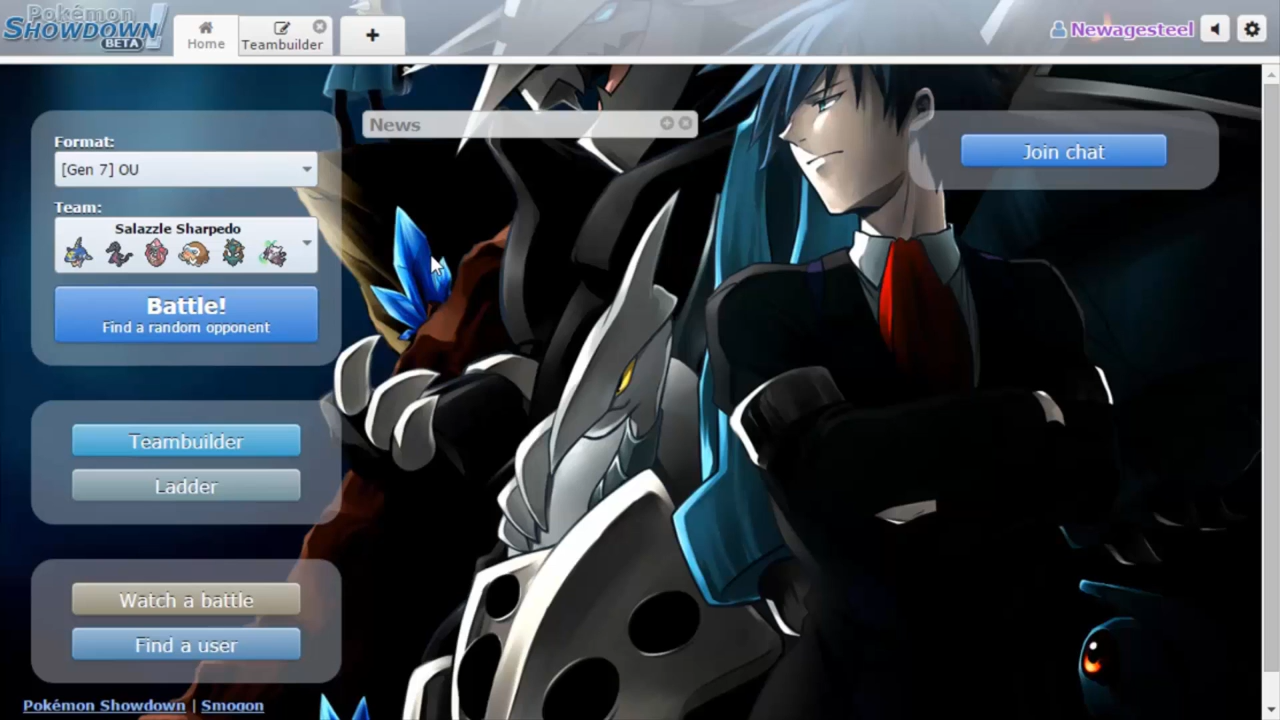 Pokémon
SHOWDOWN!
BETA
Home
Teambuilder
Newagesteel
Format:
[Gen 7] OU
Team:
Salazzle Sharpedo
Battle!
Find a random opponent
Teambuilder
Ladder
Watch a battle
Find a user
Pokémon Showdown | Smogon
News
Join chat